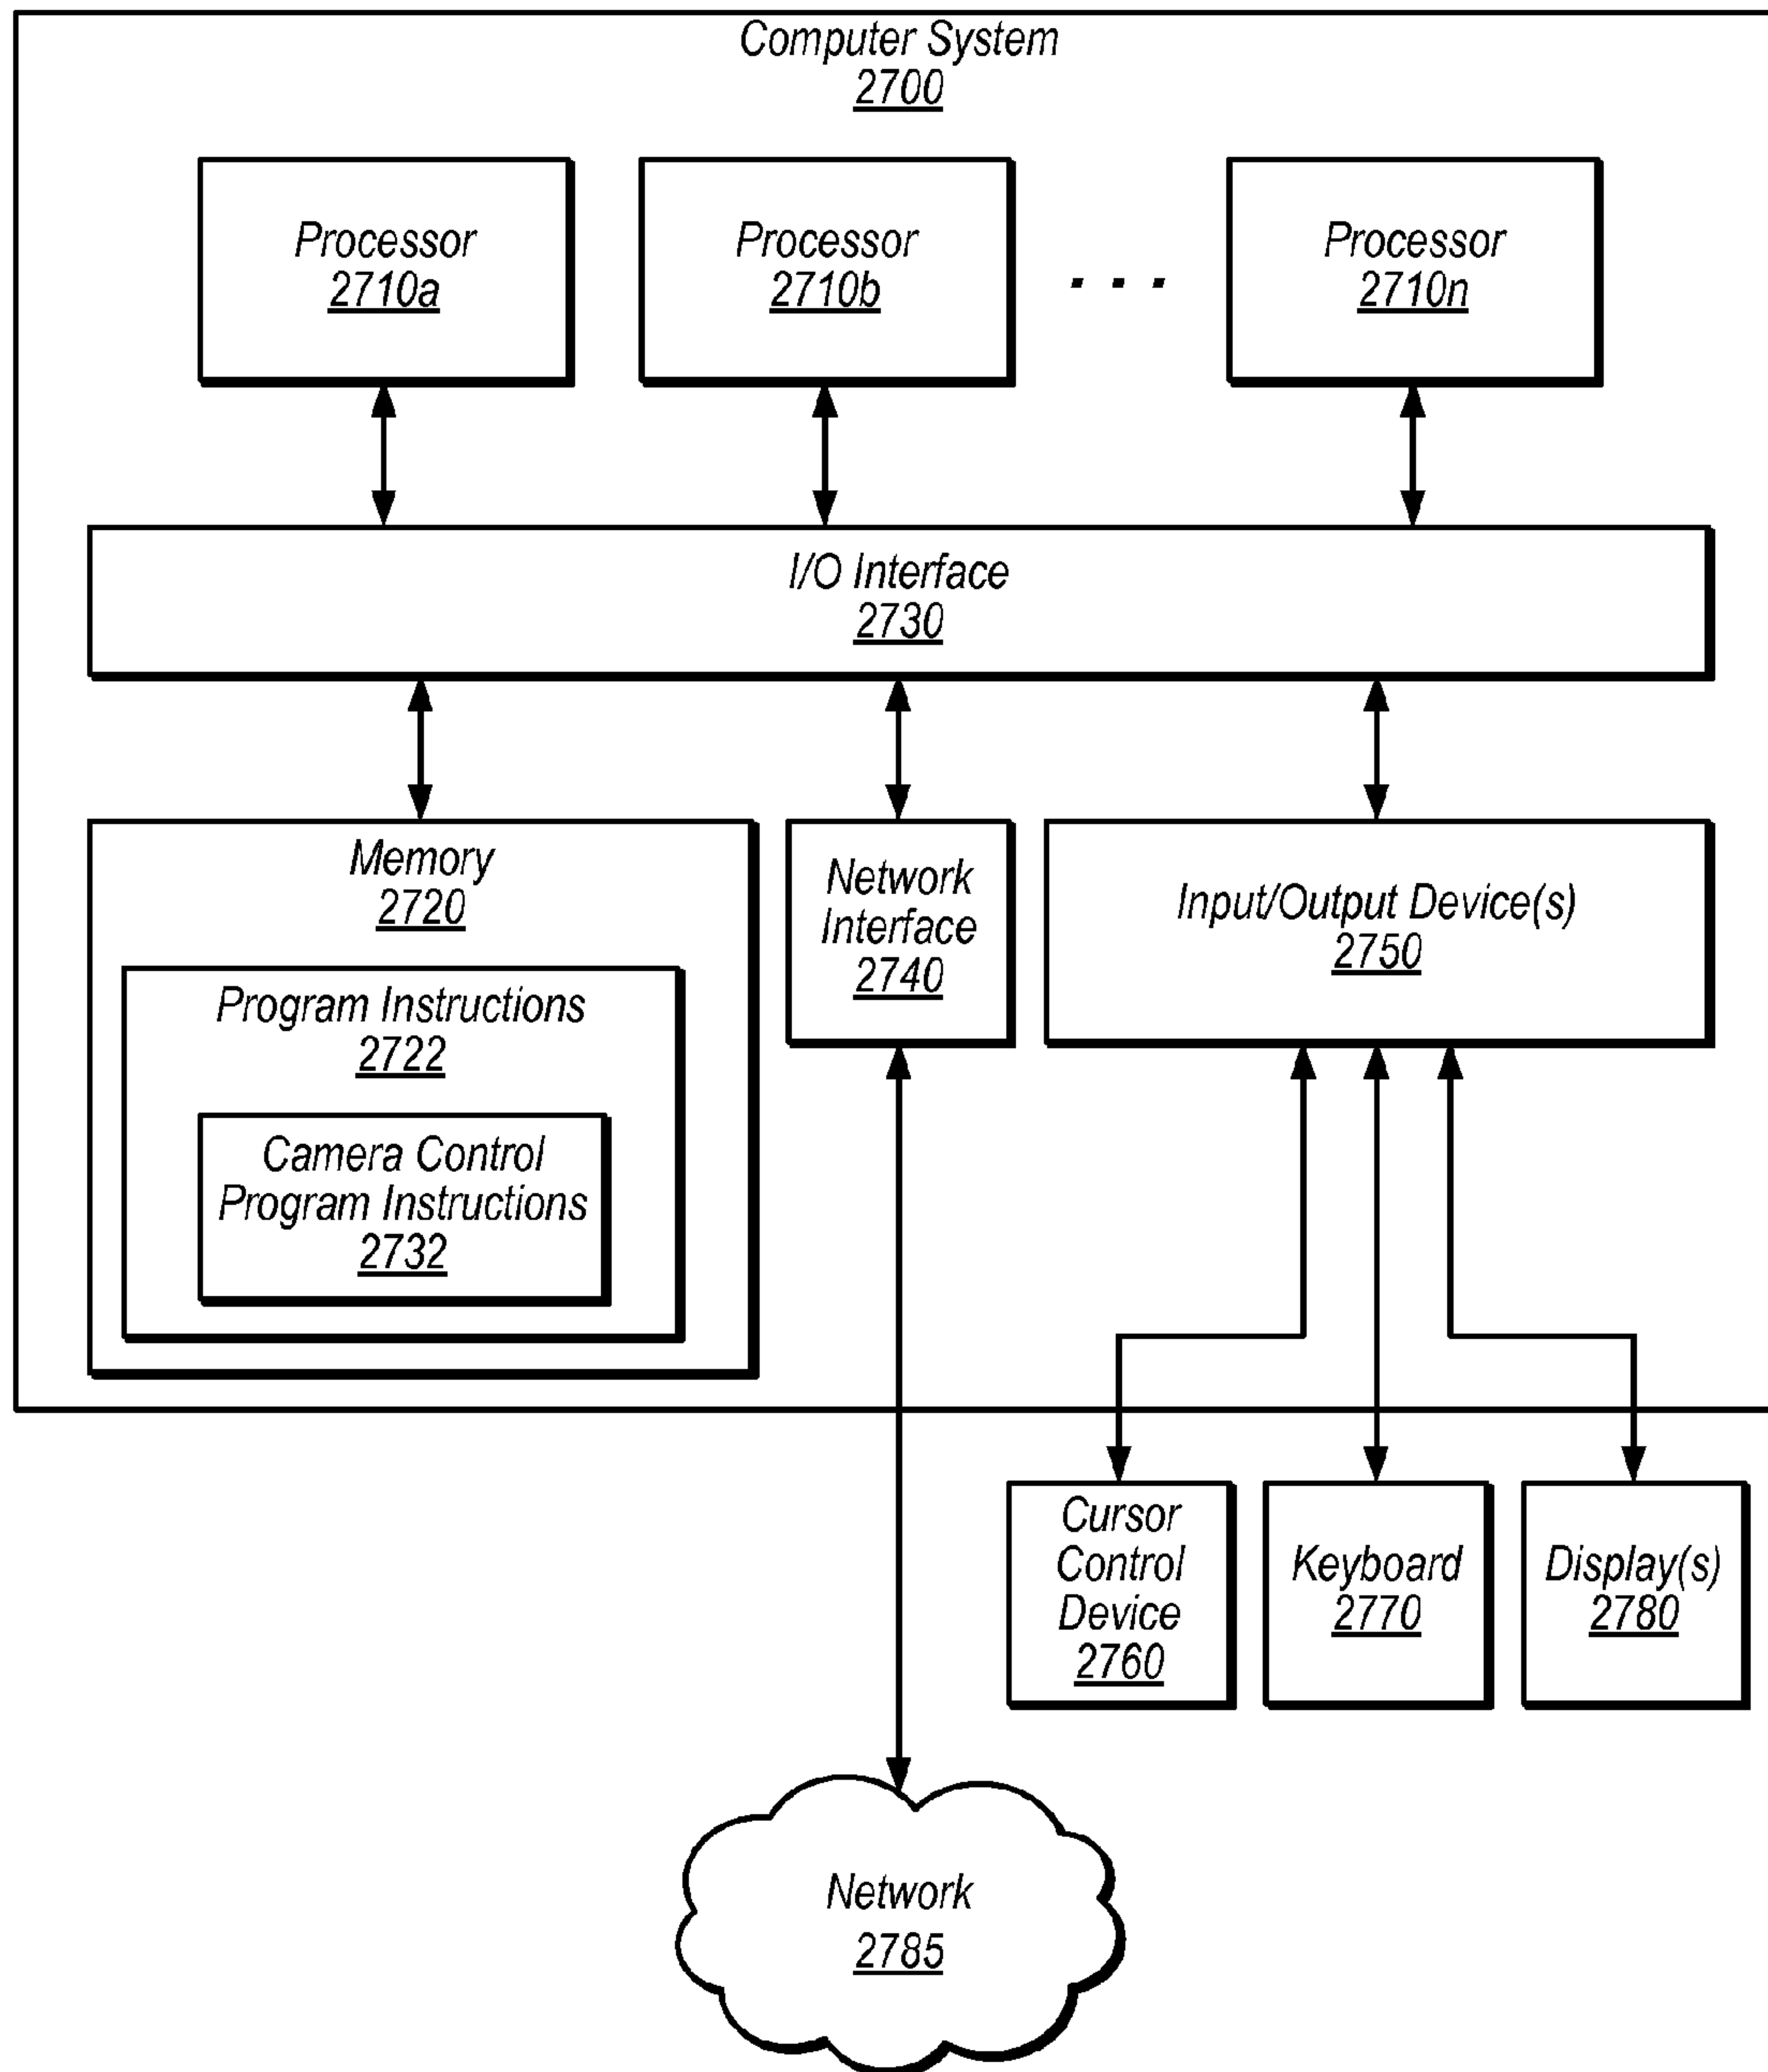 Computer System
2700
Processor
2710a
Processor
2710b
. . .
Processor
2710n
I/O Interface
2730
Memory
2720
Program Instructions
2722
Camera Control
Program Instructions
2732
Network
Interface
2740
Input/Output Device(s)
2750
Cursor
Control
Device
2760
Keyboard
2770
Display(s)
2780
Network
2785